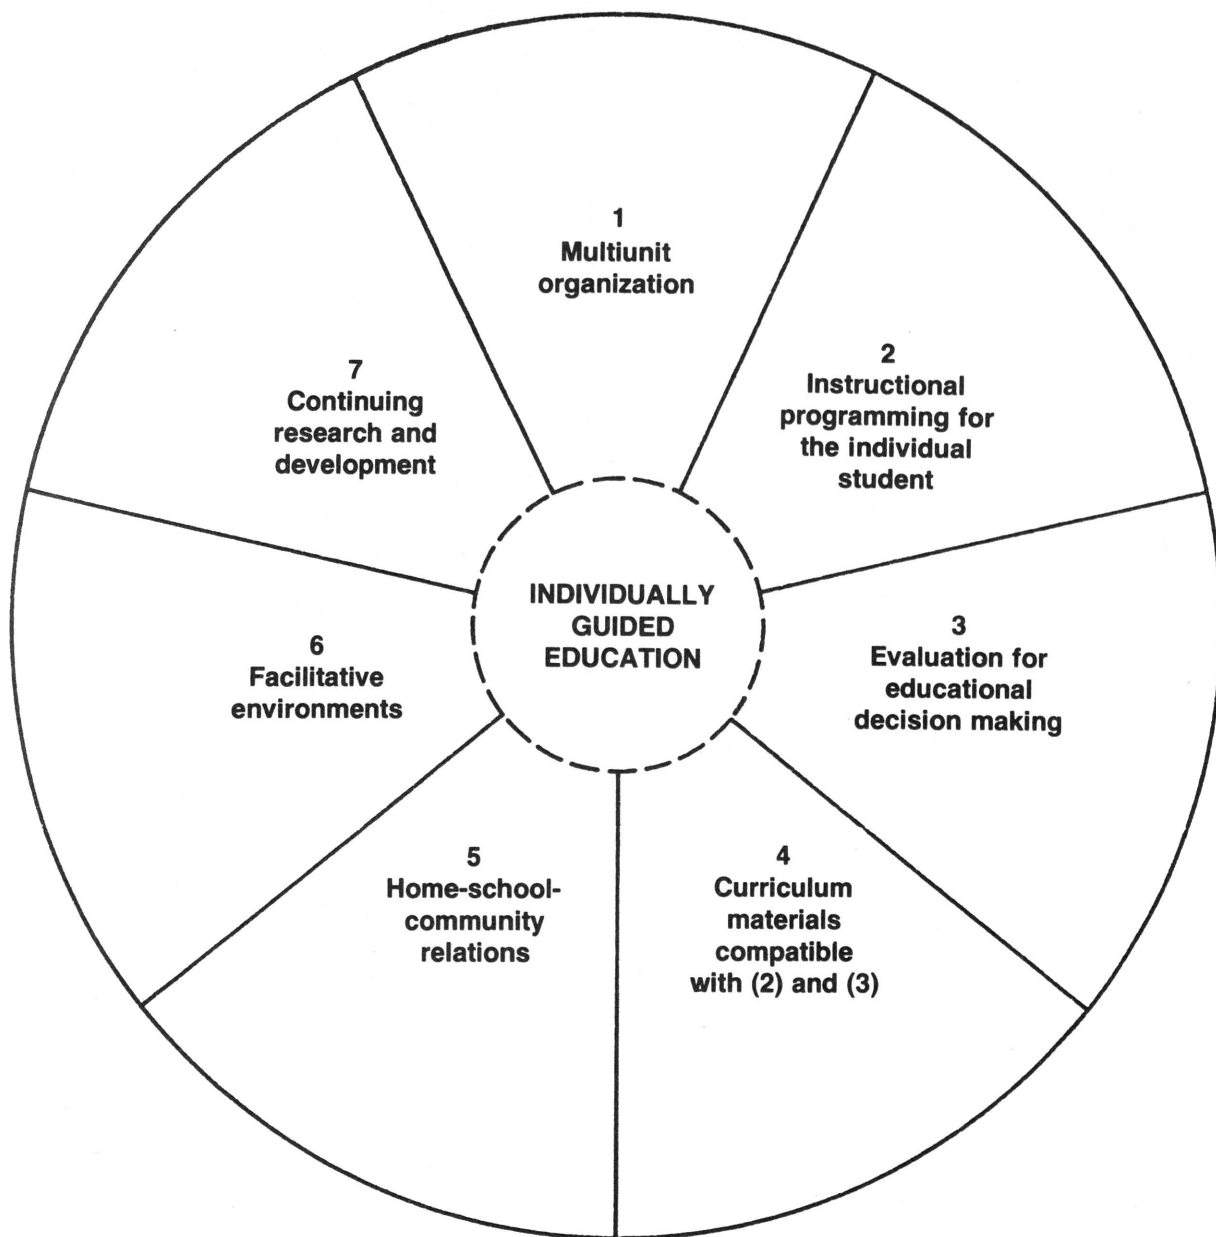 1
Multiunit
organization
2
Instructional
programming for
the individual
student
3
Evaluation for
educational
decision making
4
Curriculum
materials
compatible
with (2) and (3)
5
Home-school-
community
relations
6
Facilitative
environments
7
Continuing
research and
development
INDIVIDUALLY
GUIDED
EDUCATION